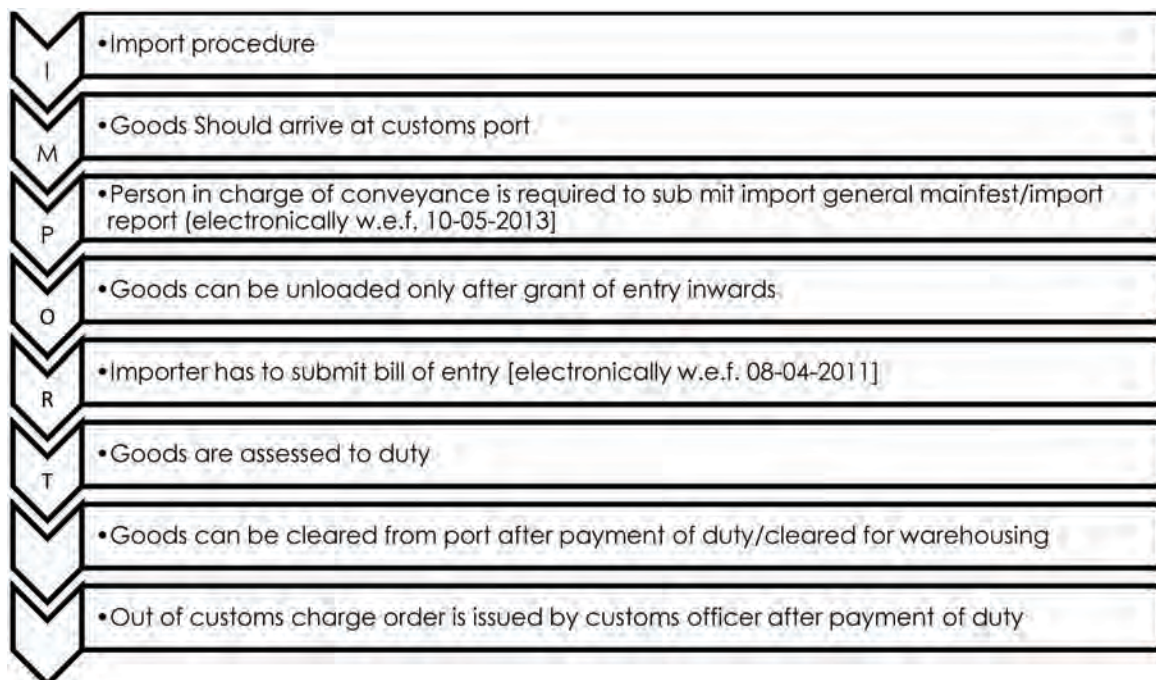 I
•Import procedure
M
•Goods Should arrive at customs port
P
•Person in charge of conveyance is required to sub mit import general mainfest/import
report (electronically w.e.f. 10-05-2013]
O
•Goods can be unloaded only after grant of entry inwards
R
•Importer has to submit bill of entry [electronically w.e.f. 08-04-2011]
T
•Goods are assessed to duty
•Goods can be cleared from port after payment of duty/cleared for warehousing
•Out of customs charge order is issued by customs officer after payment of duty